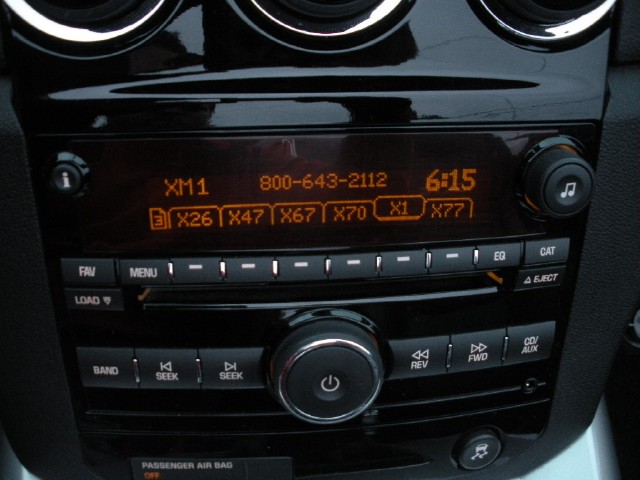 XM1 800-643-2112 6:15
3 X26 X47 X67 X70 X1 X77
i
FAV MENU EQ CAT
LOAD EJECT
BAND SEEK SEEK REV FWD CD/AUX
PASSENGER AIR BAG
OFF